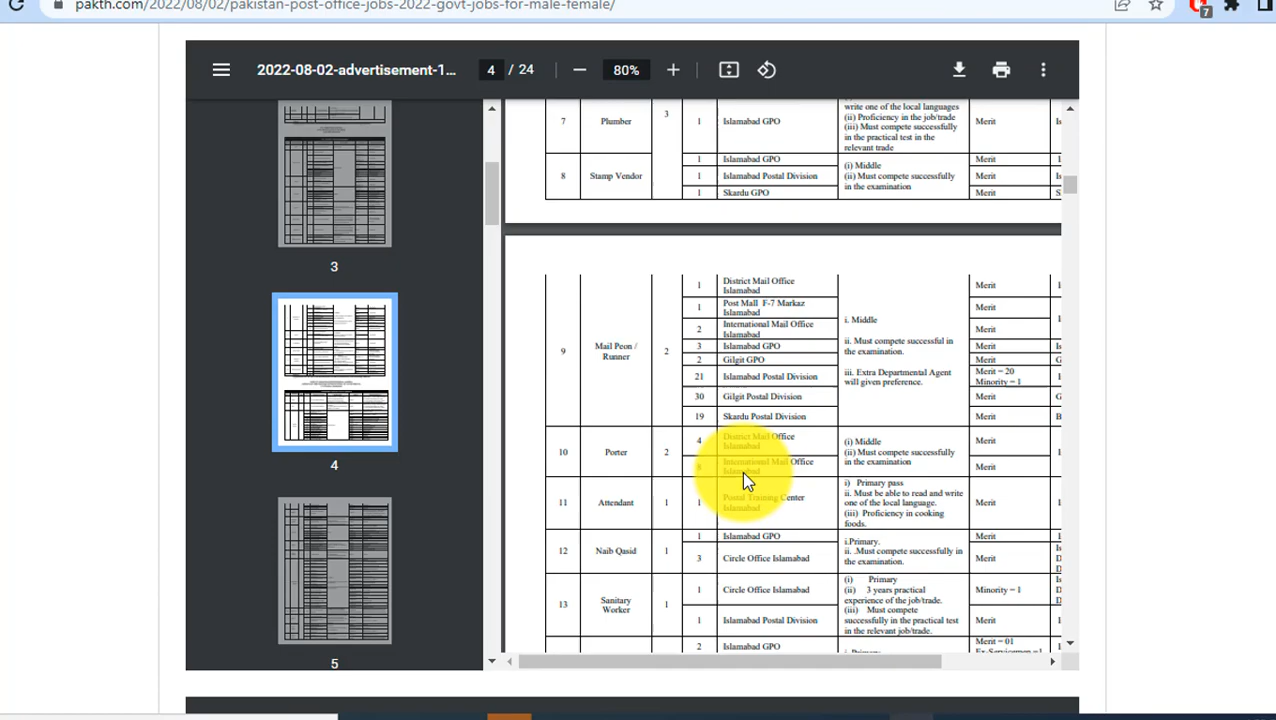 pakth.com/2022/08/02/pakistan-post-office-jobs-2022-govt-jobs-for-male-female/
7
2022-08-02-advertisement-1... 4 / 24 80%
3
4
5
write one of the local languages
7 Plumber 3 1 Islamabad GPO (ii) Proficiency in the job/trade Merit
(iii) Must compete successfully
in the practical test in the
relevant trade
1 Islamabad GPO (i) Middle Merit
8 Stamp Vendor 1 Islamabad Postal Division (ii) Must compete successfully Merit
in the examination
1 Skardu GPO Merit
9 Mail Peon / Runner 2
1 District Mail Office Islamabad Merit
1 Post Mall F-7 Markaz Islamabad Merit
2 International Mail Office Islamabad Merit
3 Islamabad GPO Merit
2 Gilgit GPO Merit
21 Islamabad Postal Division Merit = 20 Minority = 1
30 Gilgit Postal Division Merit
19 Skardu Postal Division Merit
i. Middle
ii. Must compete successful in
the examination.
iii. Extra Departmental Agent
will given preference.
10 Porter 2
4 District Mail Office Islamabad Merit
International Mail Office Islamabad Merit
(i) Middle
(ii) Must compete successfully
in the examination
11 Attendant 1 1 Postal Training Center Islamabad Merit
i) Primary pass
ii. Must be able to read and write
one of the local language.
(iii) Proficiency in cooking
foods.
12 Naib Qasid 1
1 Islamabad GPO Merit
3 Circle Office Islamabad Merit
i.Primary.
ii. .Must compete successfully in
the examination.
13 Sanitary Worker 1
1 Circle Office Islamabad Minority = 1
1 Islamabad Postal Division Merit
(i) Primary
(ii) 3 years practical
experience of the job/trade.
(iii) Must compete
successfully in the practical test
in the relevant job/trade.
2 Islamabad GPO Merit = 01